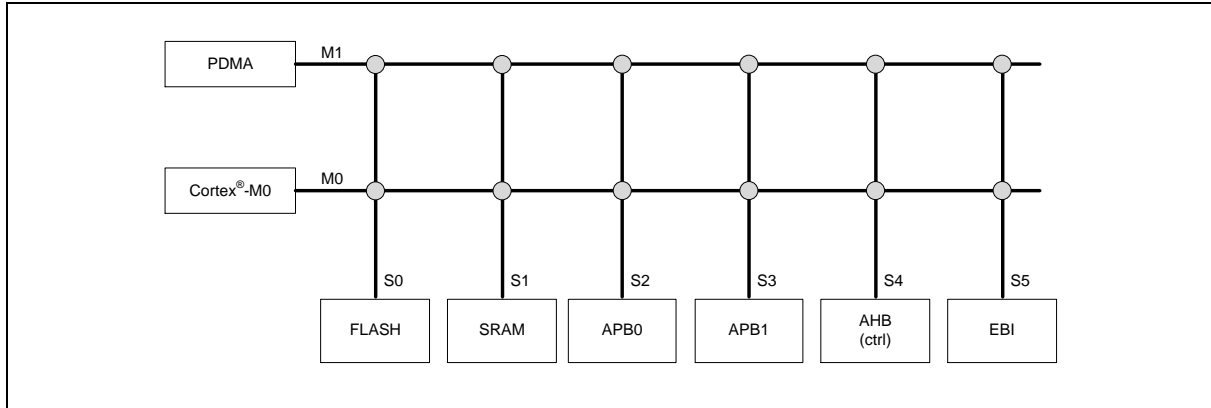 M1
PDMA
M0
Cortex®-M0
S0
S1
S2
S3
S4
S5
FLASH
SRAM
APB0
APB1
AHB
(ctrl)
EBI